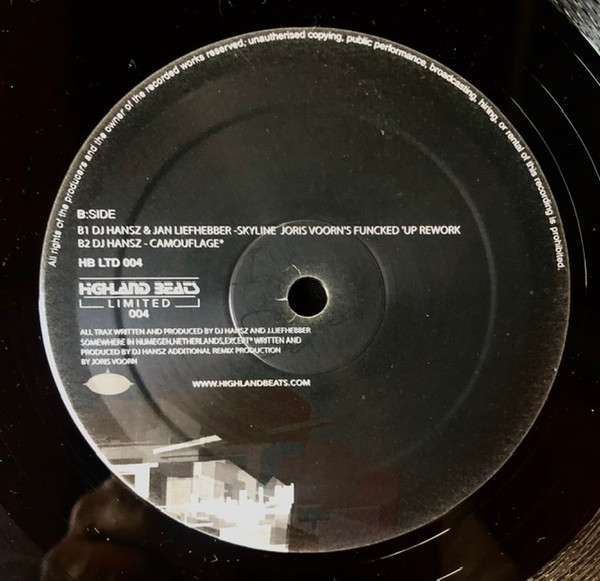 All rights of the producers and the owner of the recorded works reserved; unauthorised copying, public performance, broadcasting, hiring, or rental of this recording is prohibited.
B:SIDE
B1 DJ HANSZ & JAN LIEFHEBBER -SKYLINE JORIS VOORN'S FUNCKED 'UP REWORK
B2 DJ HANSZ - CAMOUFLAGE*
HB LTD 004
HIGHLAND BEATS
LIMITED
004
ALL TRAX WRITTEN AND PRODUCED BY DJ HANSZ AND J.LIEFHEBBER
SOMEWHERE IN NIJMEGEN,NETHERLANDS,EXCEPT* WRITTEN AND
PRODUCED BY DJ HANSZ ADDITIONAL REMIX PRODUCTION
BY JORIS VOORN
WWW.HIGHLANDBEATS.COM